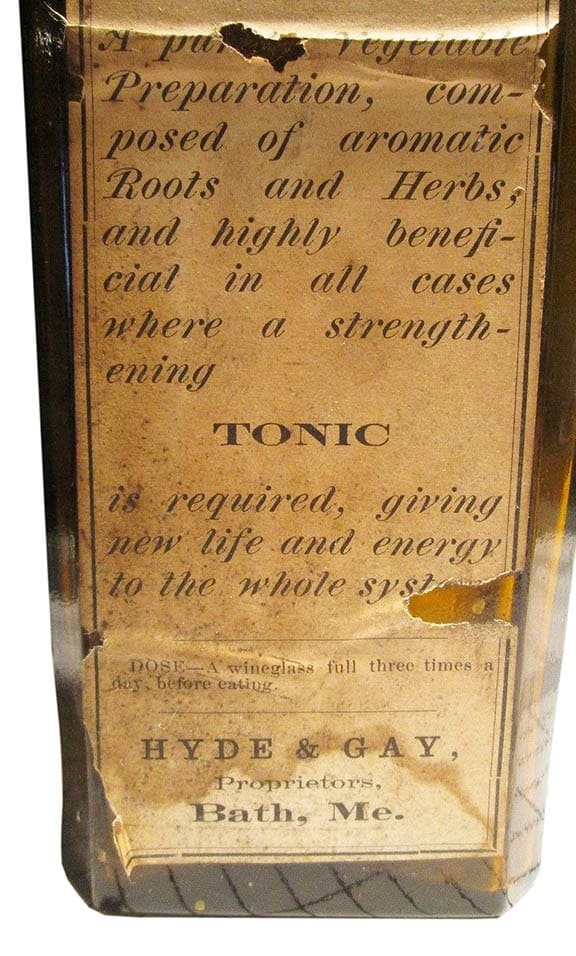 A Vegetable
Preparation, com-
posed of aromatic
Roots and Herbs,
and highly benefi-
cial in all cases
where a strength-
ening
TONIC
is required, giving
new life and energy
to the whole
DOSE—A wineglass full three times a
day, before eating.
HYDE & GAY,
Proprietors,
Bath, Me.